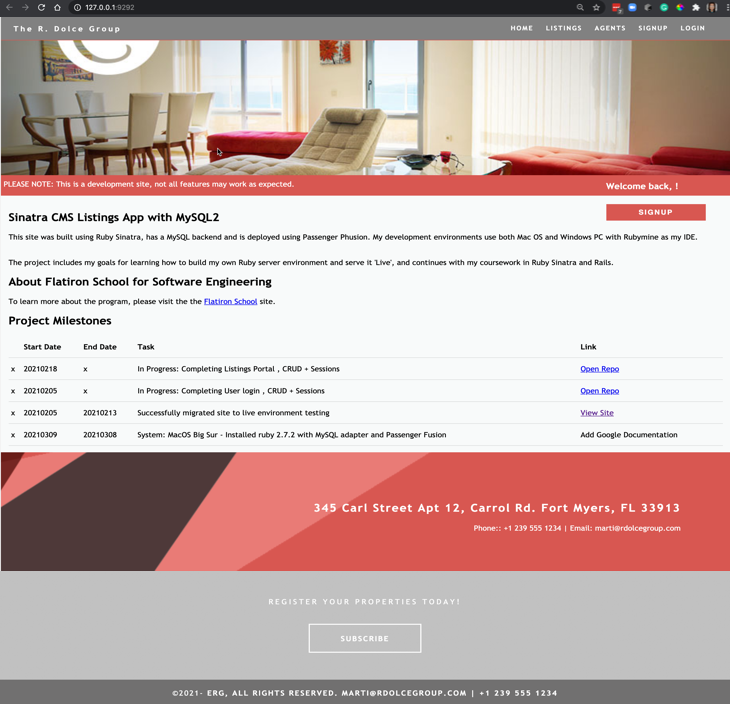 127.0.0.1:9292
The R. Dolce Group
HOME LISTINGS AGENTS SIGNUP LOGIN
PLEASE NOTE: This is a development site, not all features may work as expected.
Welcome back, !
SIGNUP
Sinatra CMS Listings App with MySQL2
This site was built using Ruby Sinatra, has a MySQL backend and is deployed using Passenger Phusion. My development environments use both Mac OS and Windows PC with Rubymine as my IDE.
The project includes my goals for learning how to build my own Ruby server environment and serve it 'Live', and continues with my coursework in Ruby Sinatra and Rails.
About Flatiron School for Software Engineering
To learn more about the program, please visit the the Flatiron School site.
Project Milestones
Start Date End Date Task Link
x 20210218 x In Progress: Completing Listings Portal , CRUD + Sessions Open Repo
x 20210205 x In Progress: Completing User login , CRUD + Sessions Open Repo
x 20210205 20210213 Successfully migrated site to live environment testing View Site
x 20210309 20210308 System: MacOS Big Sur - Installed ruby 2.7.2 with MySQL adapter and Passenger Fusion Add Google Documentation
345 Carl Street Apt 12, Carrol Rd. Fort Myers, FL 33913
Phone:: +1 239 555 1234 | Email: marti@rdolcegroup.com
REGISTER YOUR PROPERTIES TODAY!
SUBSCRIBE
©2021- ERG, ALL RIGHTS RESERVED. MARTI@RDOLCEGROUP.COM | +1 239 555 1234